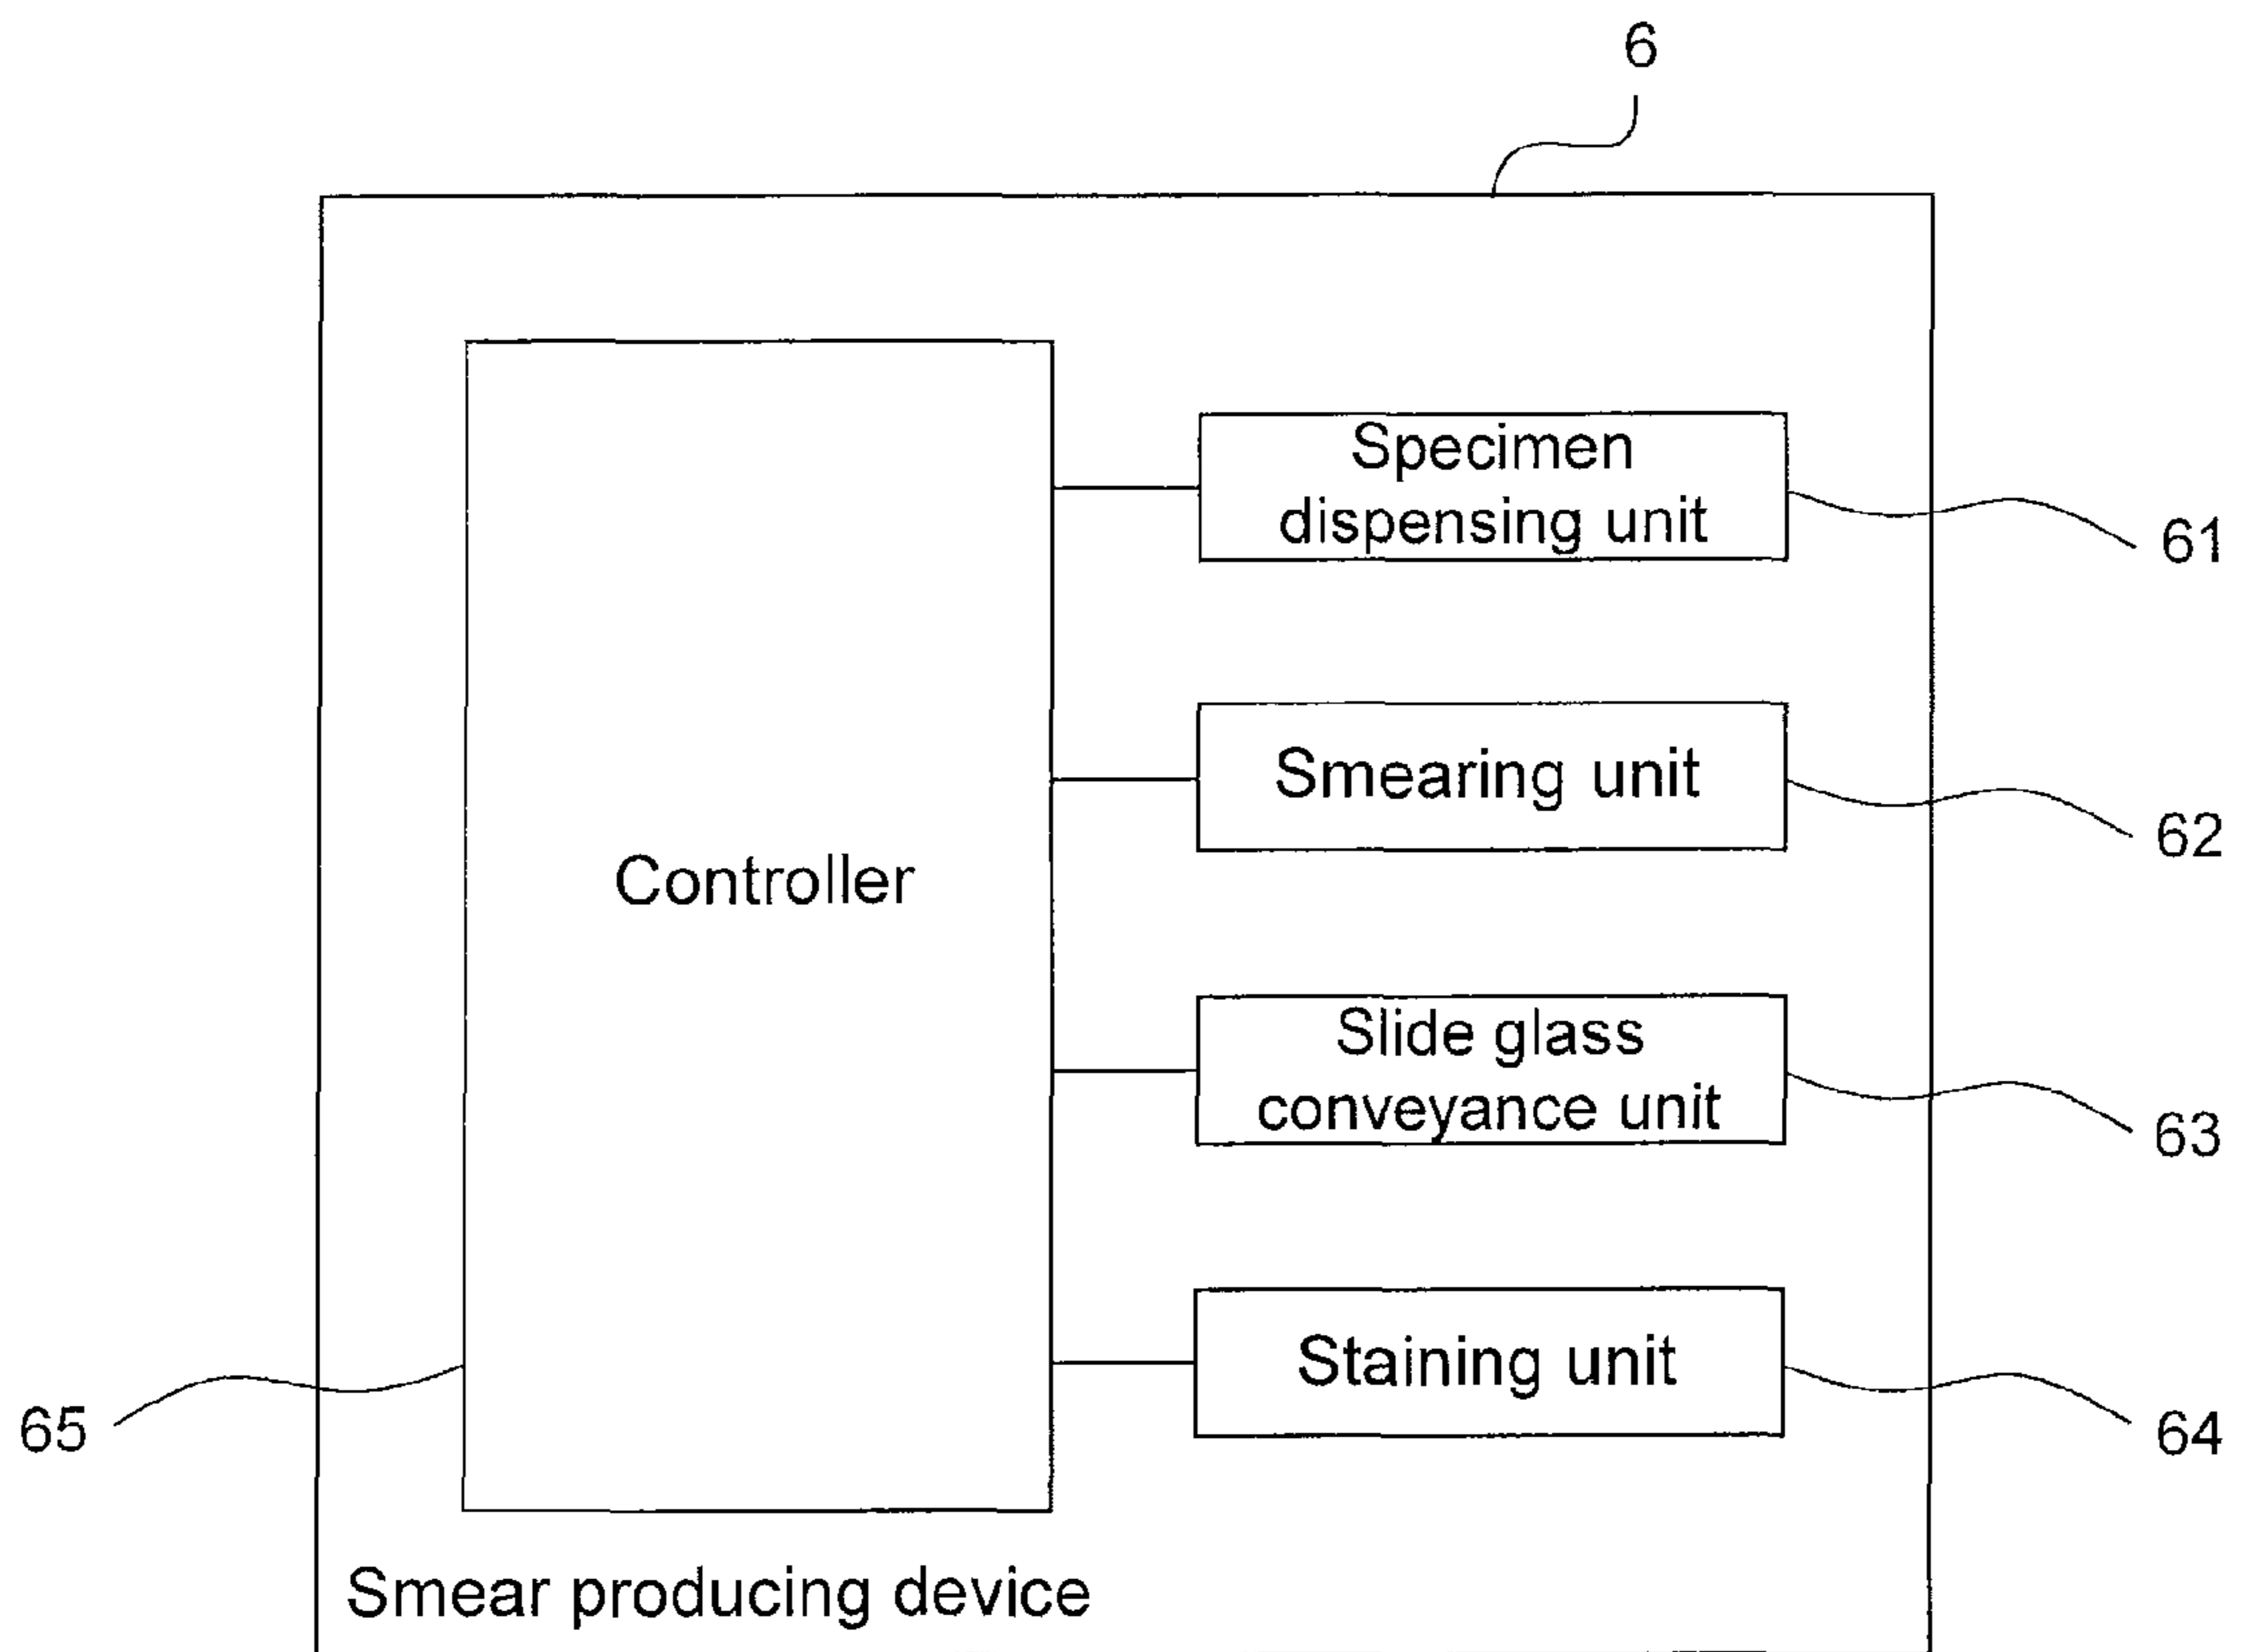 6
Specimen
dispensing unit
61
Smearing unit
62
Controller
Slide glass
conveyance unit
63
Staining unit
64
65
Smear producing device